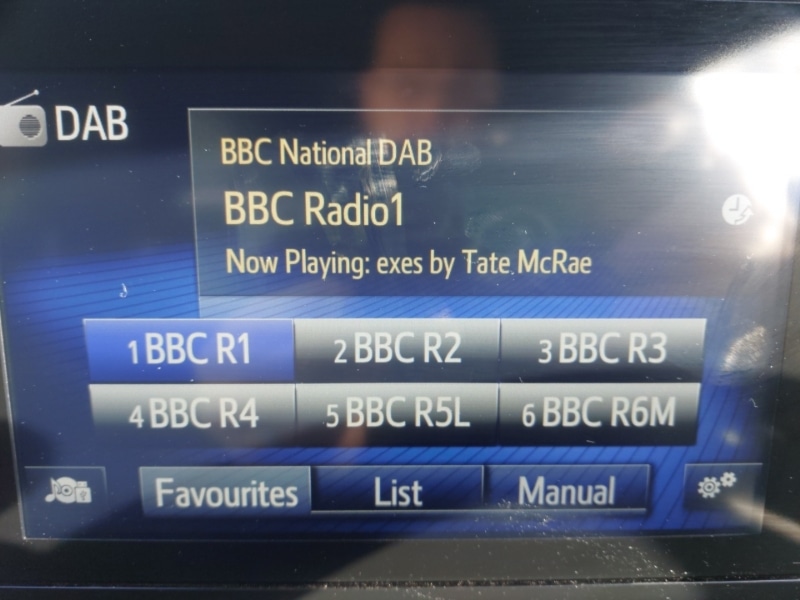 DAB
BBC National DAB
BBC Radio1
Now Playing: exes by Tate McRae
1 BBC R1 2 BBC R2 3 BBC R3
4 BBC R4 5 BBC R5L 6 BBC R6M
Favourites List Manual